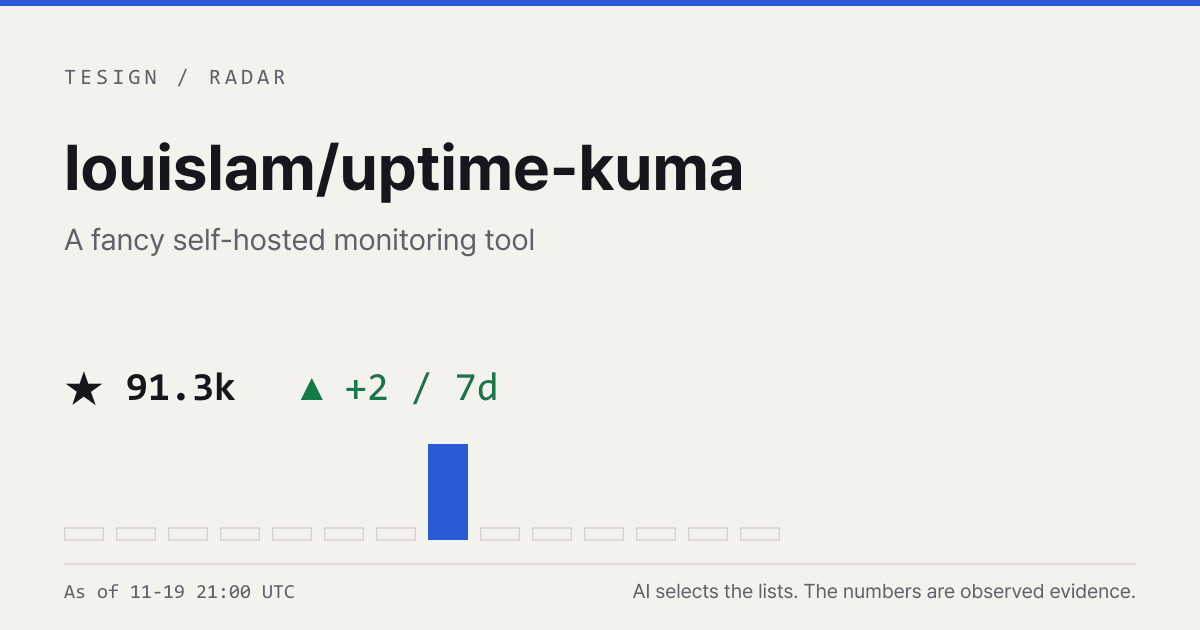 TESIGN / RADAR
louislam/uptime-kuma
A fancy self-hosted monitoring tool
★ 91.3k ▲ +2 / 7d
As of 11-19 21:00 UTC
AI selects the lists. The numbers are observed evidence.